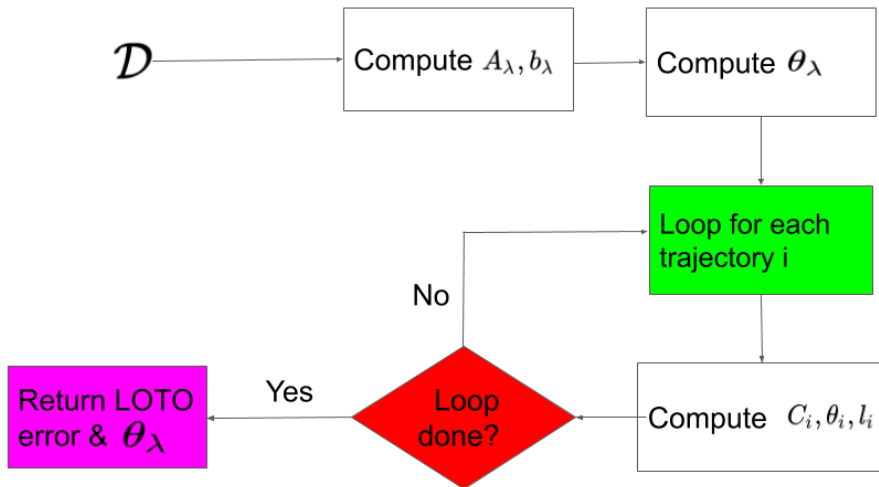 𝒟
Compute A_λ, b_λ
Compute θ_λ
Loop for each
trajectory i
No
Loop
done?
Compute C_i, θ_i, l_i
Yes
Return LOTO
error & θ_λ